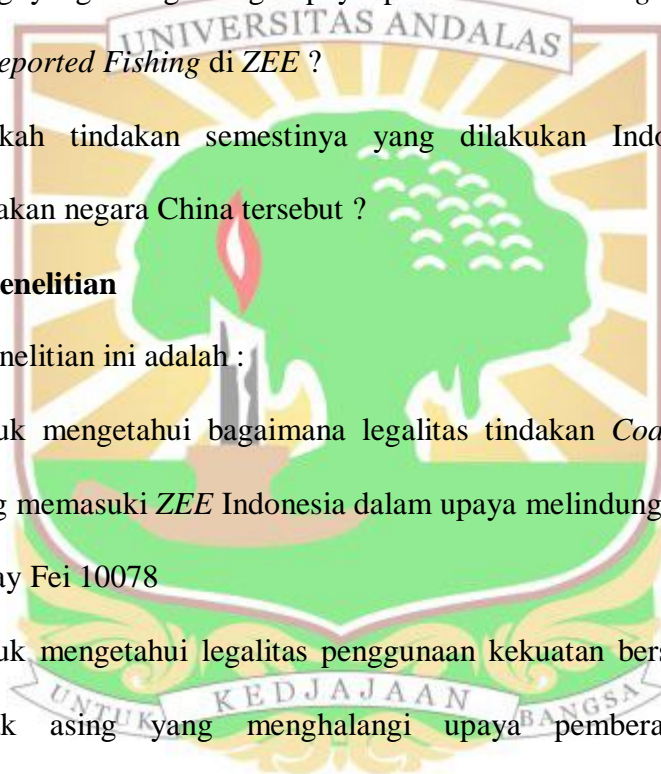 UNIVERSITAS ANDALAS
eported Fishing di ZEE ?
kah tindakan semestinya yang dilakukan Indo
akan negara China tersebut ?
enelitian
nelitian ini adalah :
uk mengetahui bagaimana legalitas tindakan Coa
g memasuki ZEE Indonesia dalam upaya melindung
ay Fei 10078
uk mengetahui legalitas penggunaan kekuatan bers
UNTUK KEDJAJAAN BANGSA
k asing yang menghalangi upaya pembera